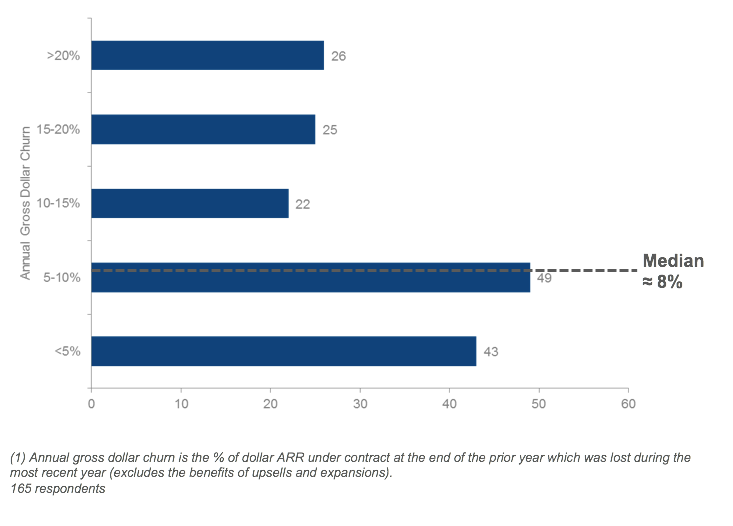 >20%
26
15-20%
25
Annual Gross Dollar Churn
10-15%
22
Median
≈ 8%
5-10%
49
<5%
43
0 10 20 30 40 50 60
(1) Annual gross dollar churn is the % of dollar ARR under contract at the end of the prior year which was lost during the
most recent year (excludes the benefits of upsells and expansions).
165 respondents